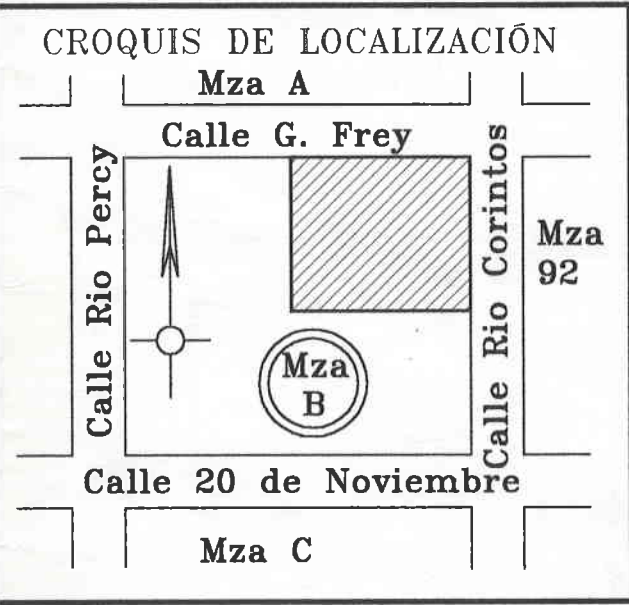 CROQUIS DE LOCALIZACIÓN
Mza A
Calle G. Frey
Calle Rio Percy
Calle Rio Corintos
Mza
92
Mza
B
Calle 20 de Noviembre
Mza C